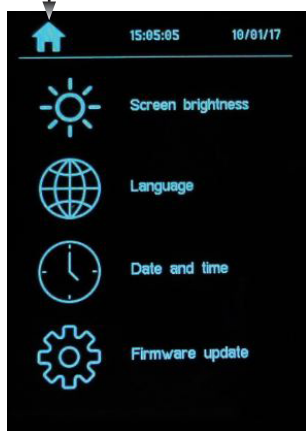 15:05:05 10/01/17
Screen brightness
Language
Date and time
Firmware update